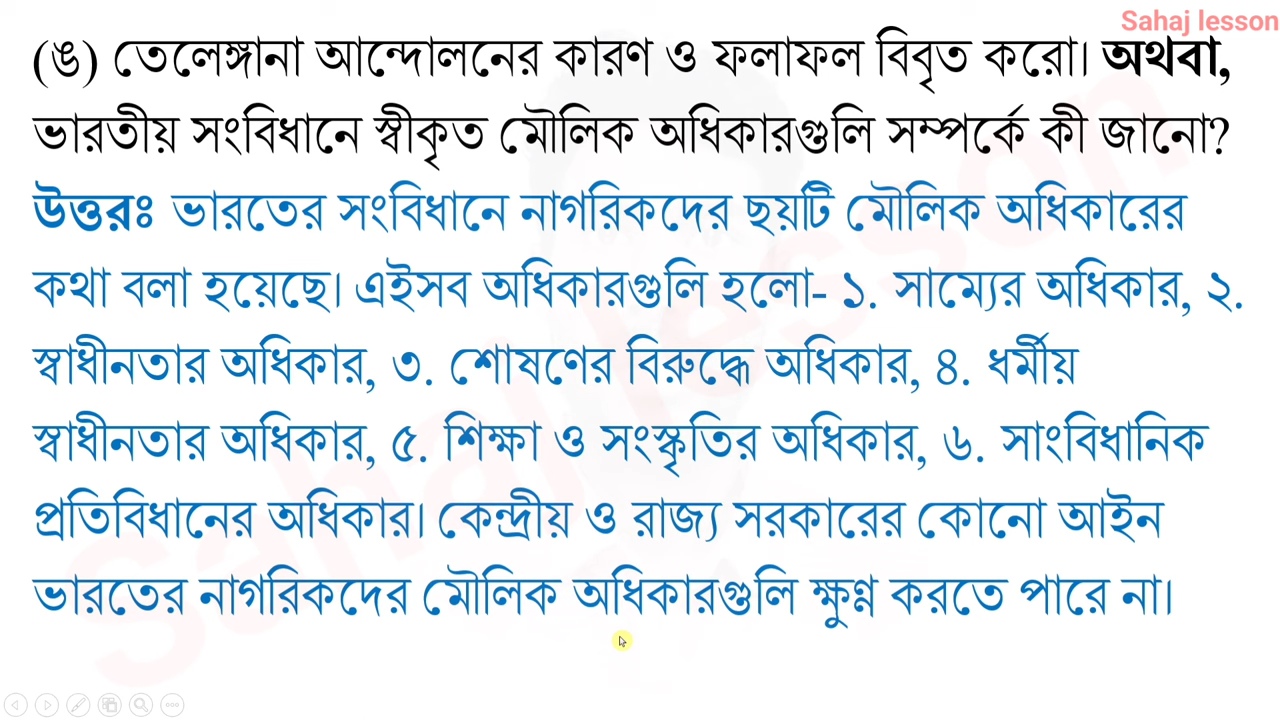 Sahaj lesson
(ঙ) তেলেঙ্গানা আন্দোলনের কারণ ও ফলাফল বিবৃত করো। অথবা,
ভারতীয় সংবিধানে স্বীকৃত মৌলিক অধিকারগুলি সম্পর্কে কী জানো?
উত্তরঃ ভারতের সংবিধানে নাগরিকদের ছয়টি মৌলিক অধিকারের
কথা বলা হয়েছে। এইসব অধিকারগুলি হলো- ১. সাম্যের অধিকার, ২.
স্বাধীনতার অধিকার, ৩. শোষণের বিরুদ্ধে অধিকার, ৪. ধর্মীয়
স্বাধীনতার অধিকার, ৫. শিক্ষা ও সংস্কৃতির অধিকার, ৬. সাংবিধানিক
প্রতিবিধানের অধিকার। কেন্দ্রীয় ও রাজ্য সরকারের কোনো আইন
ভারতের নাগরিকদের মৌলিক অধিকারগুলি ক্ষুণ্ণ করতে পারে না।
Sahaj lesson